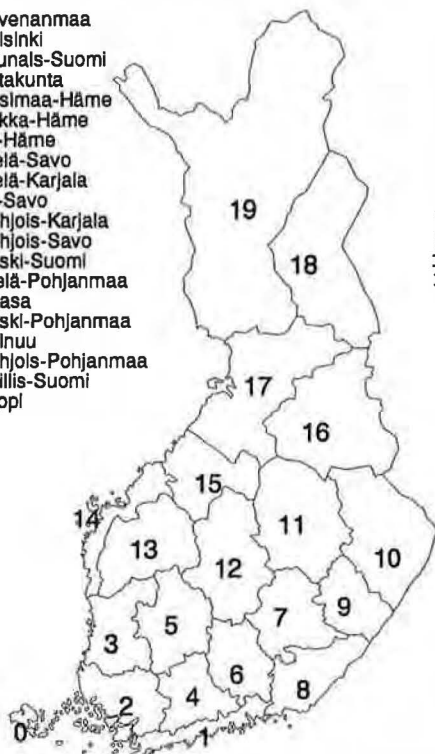 venanmaa
lsinki
unais-Suomi
takunta
simaa-Häme
kka-Häme
-Häme
elä-Savo
elä-Karjala
-Savo
hjois-Karjala
hjois-Savo
ski-Suomi
elä-Pohjanmaa
asa
ski-Pohjanmaa
inuu
hjois-Pohjanmaa
illis-Suomi
opi
19
18
17
16
15
14
13
12
11
10
9
7
5
3
6
8
4
2
0
1